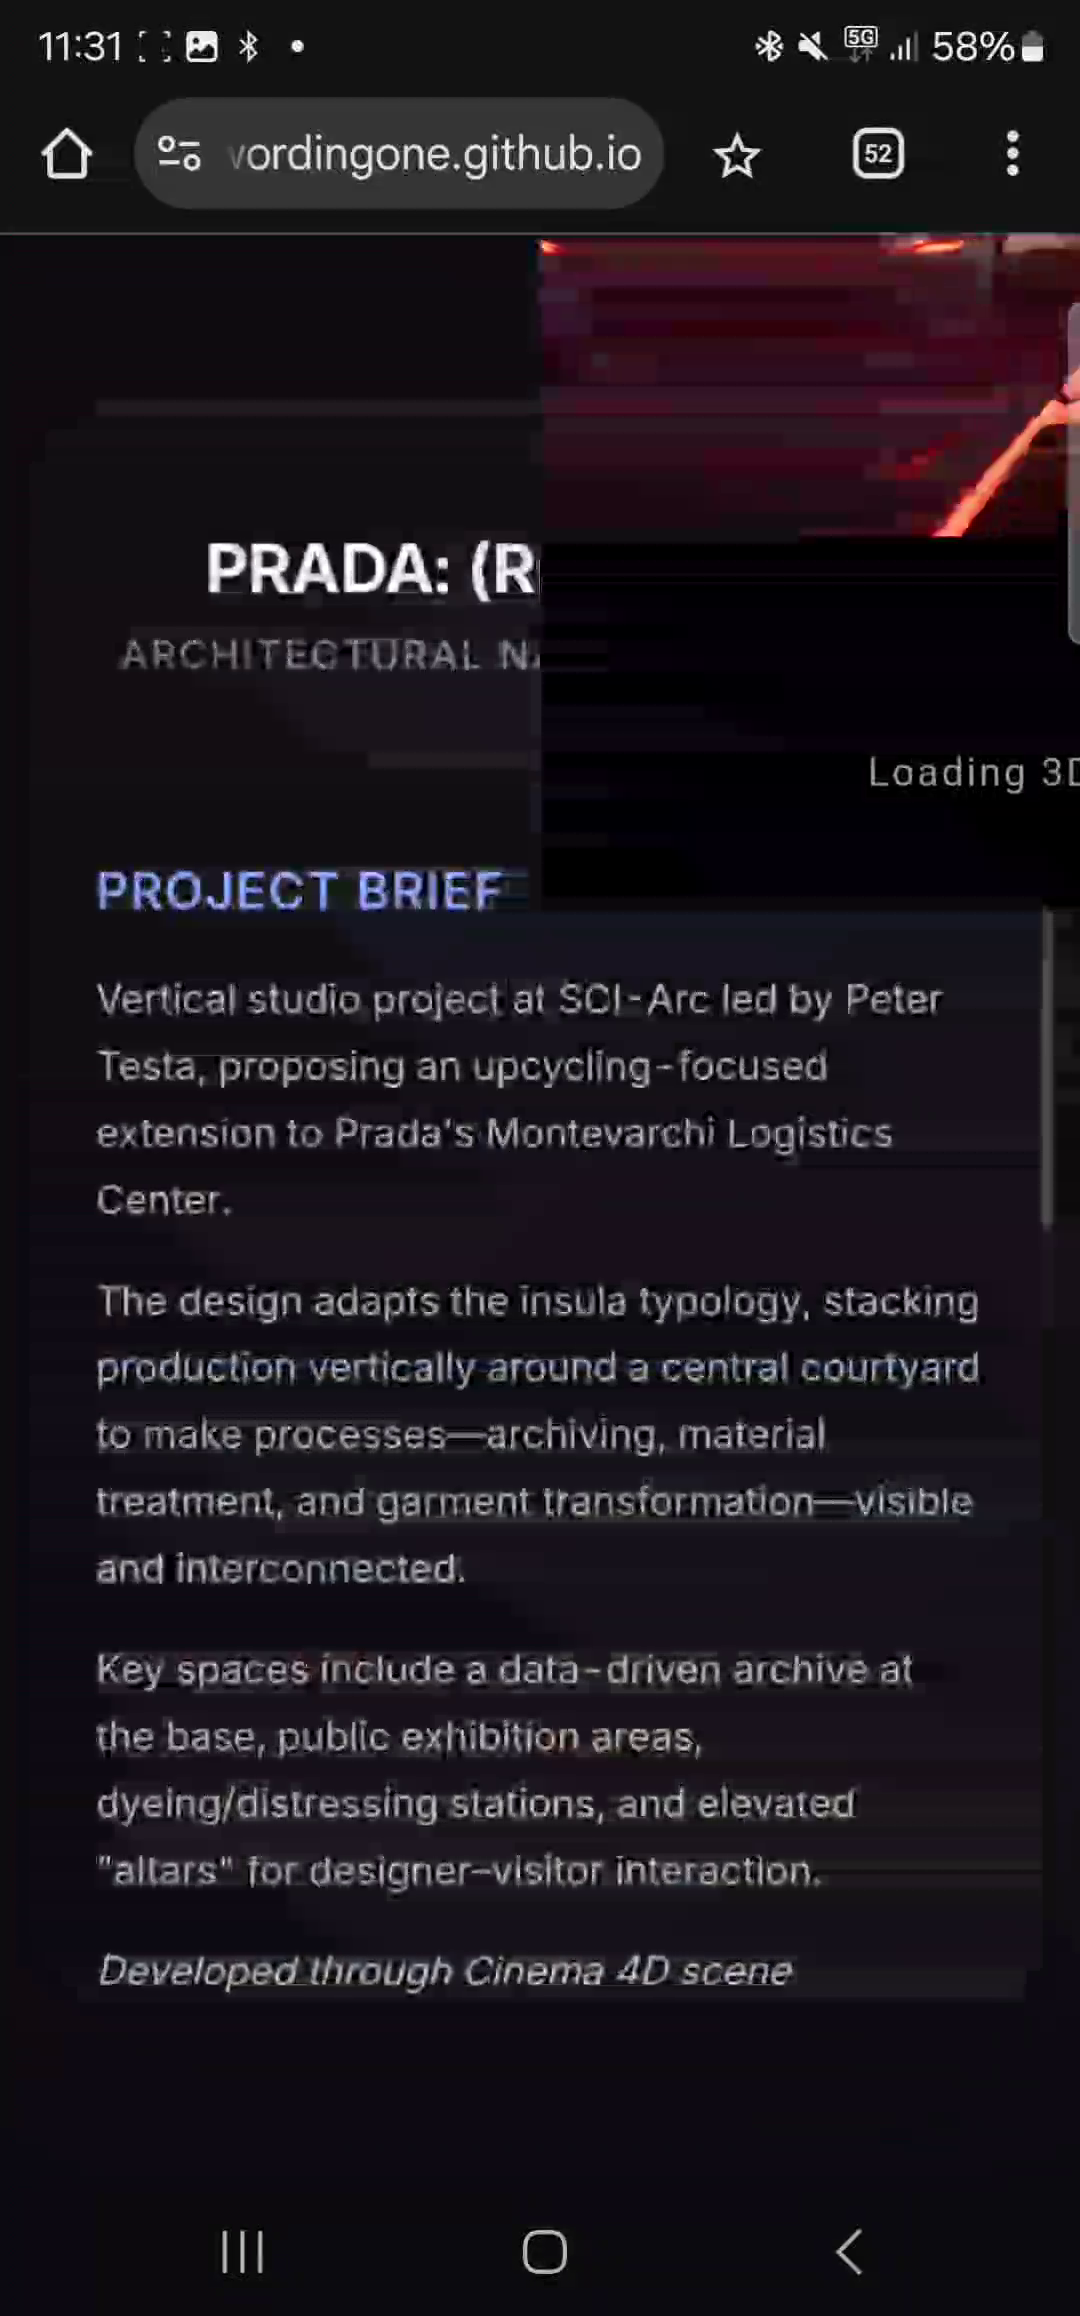 11:31
5G
58%
vordingone.github.io
52
PRADA: (R
ARCHITECTURAL N
Loading 3D
PROJECT BRIEF
Vertical studio project at SCI-Arc led by Peter
Testa, proposing an upcycling-focused
extension to Prada's Montevarchi Logistics
Center.
The design adapts the insula typology, stacking
production vertically around a central courtyard
to make processes—archiving, material
treatment, and garment transformation—visible
and interconnected.
Key spaces include a data-driven archive at
the base, public exhibition areas,
dyeing/distressing stations, and elevated
"altars" for designer–visitor interaction.
Developed through Cinema 4D scene